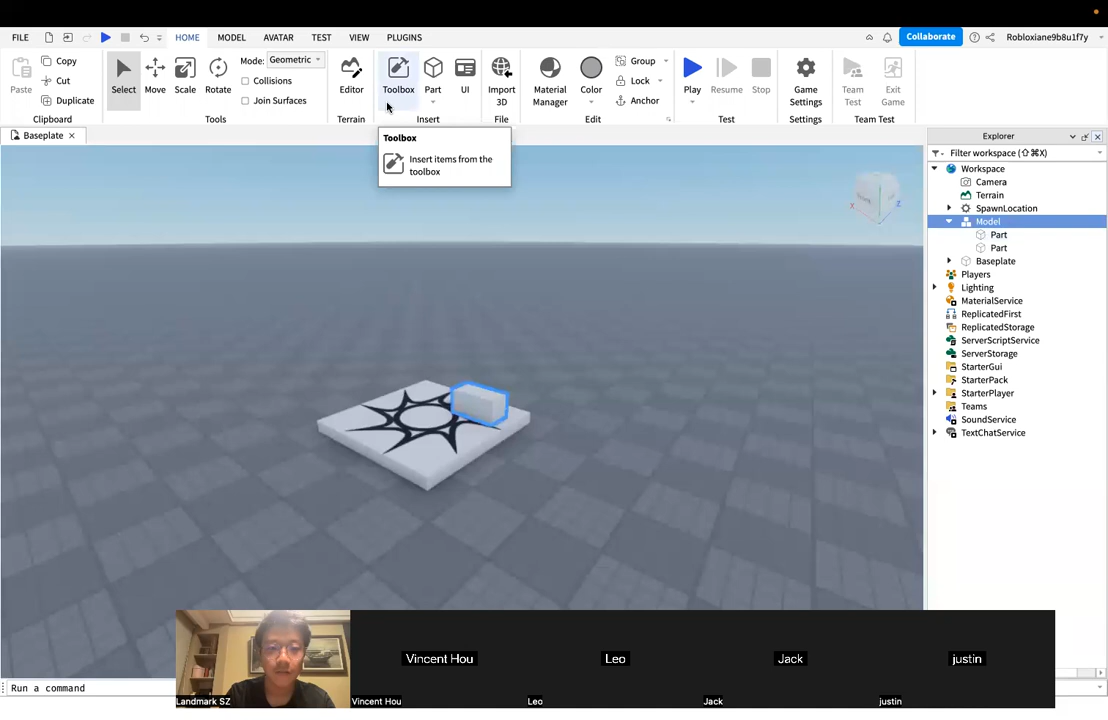 FILE HOME MODEL AVATAR TEST VIEW PLUGINS Collaborate Robloxiane9b8u1f7y
Paste Copy Cut Duplicate
Clipboard
Select Move Scale Rotate
Mode: Geometric
Collisions
Join Surfaces
Tools
Editor
Terrain
Toolbox Part UI
Insert
Import 3D
File
Material Manager Color
Group
Lock
Anchor
Edit
Play Resume Stop
Test
Game Settings
Settings
Team Test Exit Game
Team Test
Baseplate
Toolbox
Insert items from the
toolbox
Explorer
Filter workspace (⇧⌘X)
Workspace
Camera
Terrain
SpawnLocation
Model
Part
Part
Baseplate
Players
Lighting
MaterialService
ReplicatedFirst
ReplicatedStorage
ServerScriptService
ServerStorage
StarterGui
StarterPack
StarterPlayer
Teams
SoundService
TextChatService
X
Z
Vincent Hou Leo Jack justin
Run a command
Landmark SZ Vincent Hou Leo Jack justin